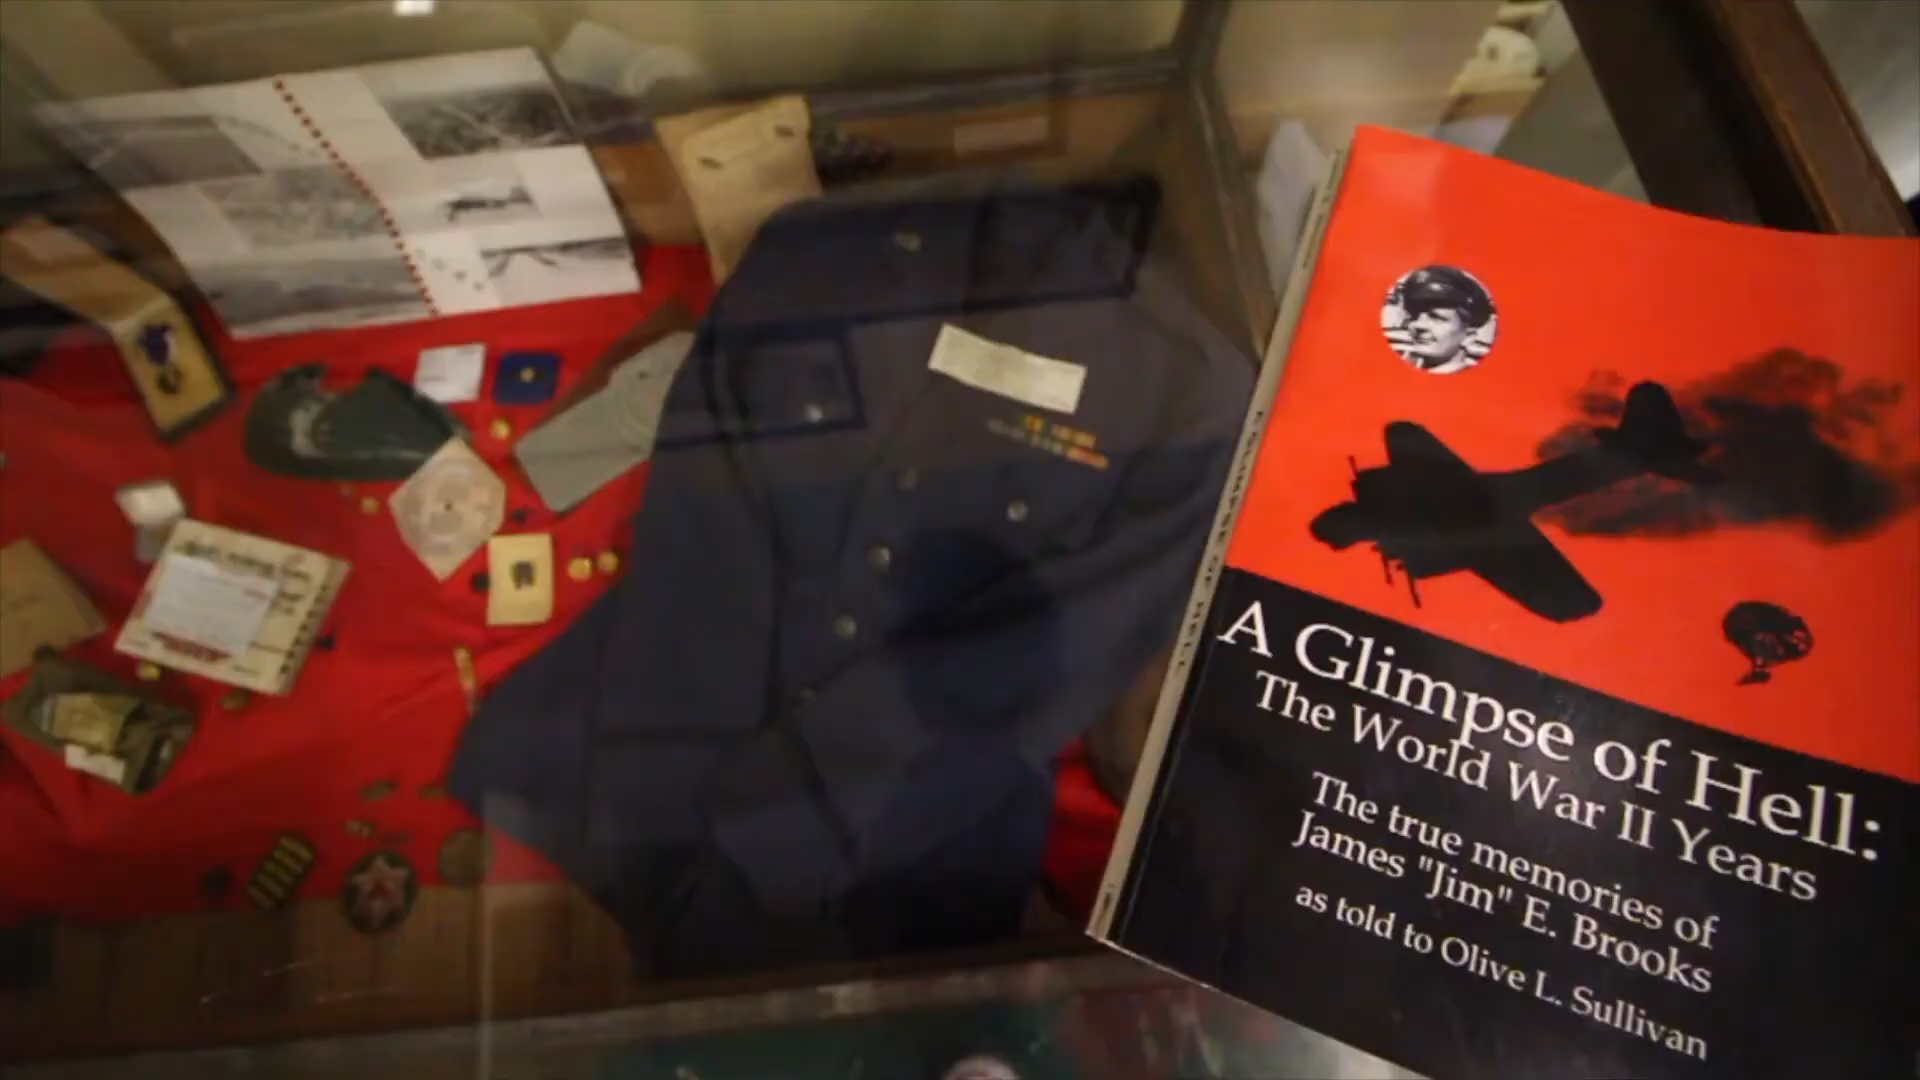 A Glimpse of Hell:
The World War II Years
The true memories of
James "Jim" E. Brooks
as told to Olive L. Sullivan